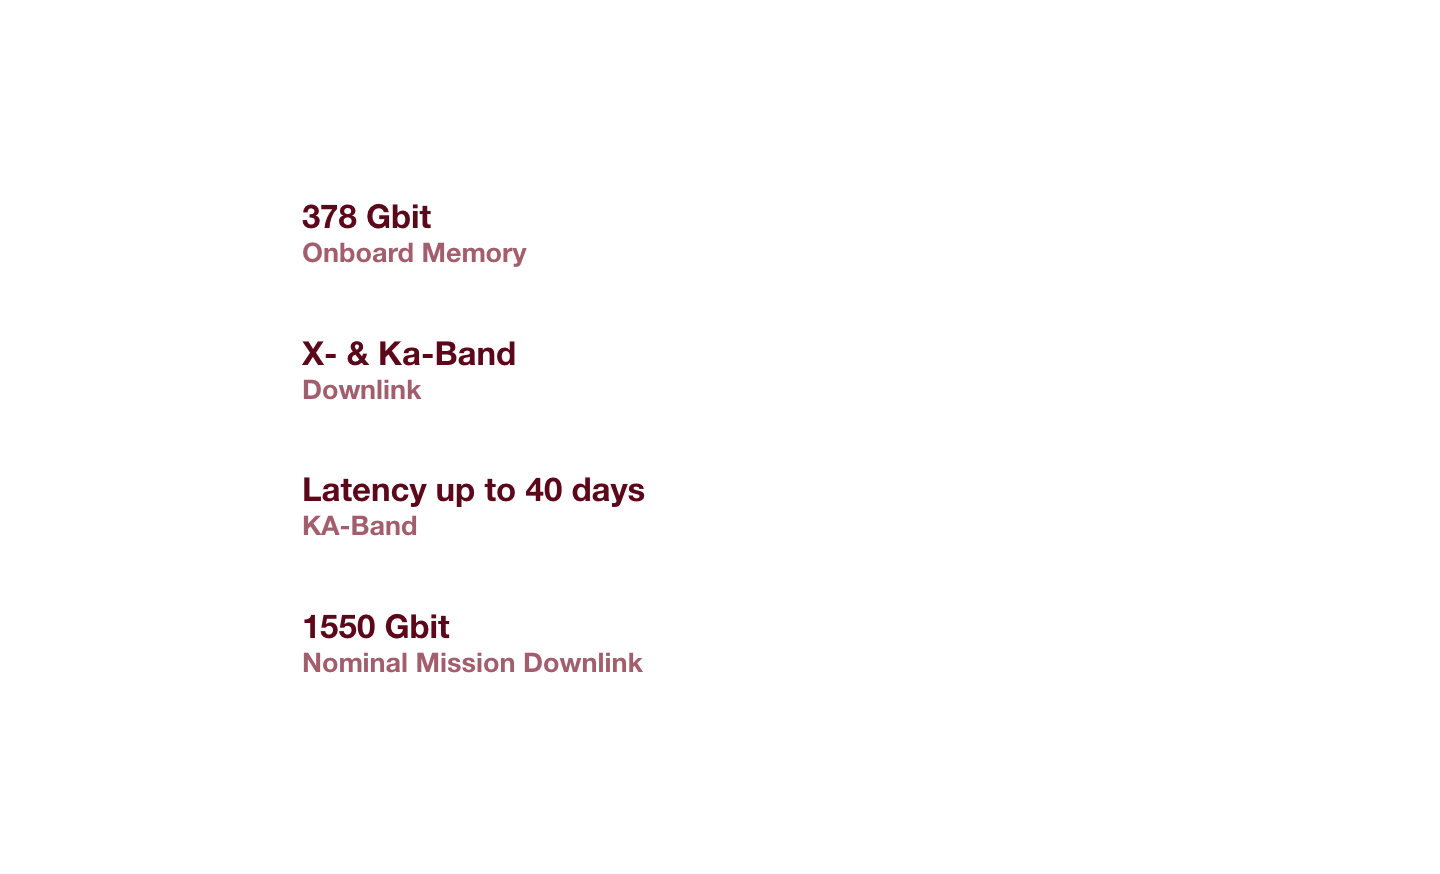 378 Gbit
Onboard Memory
X- & Ka-Band
Downlink
Latency up to 40 days
KA-Band
1550 Gbit
Nominal Mission Downlink